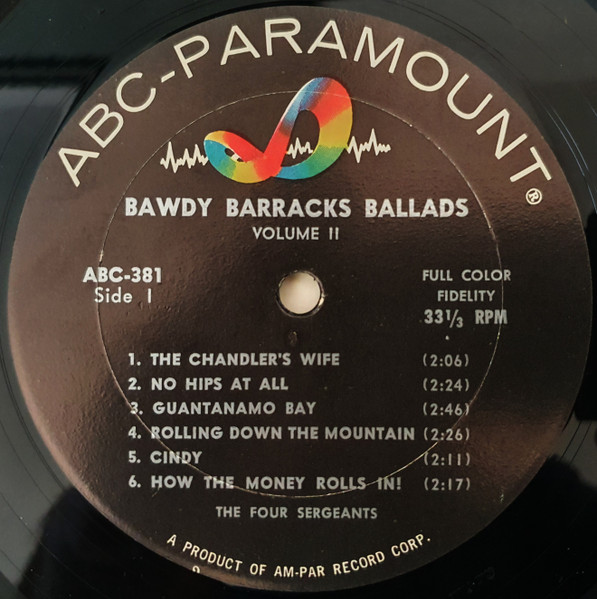 ABC-PARAMOUNT®
BAWDY BARRACKS BALLADS
VOLUME II
ABC-381
Side 1
FULL COLOR
FIDELITY
33⅓ RPM
1. THE CHANDLER'S WIFE (2:06)
2. NO HIPS AT ALL (2:24)
3. GUANTANAMO BAY (2:46)
4. ROLLING DOWN THE MOUNTAIN (2:26)
5. CINDY (2:11)
6. HOW THE MONEY ROLLS IN! (2:17)
THE FOUR SERGEANTS
A PRODUCT OF AM-PAR RECORD CORP.
9